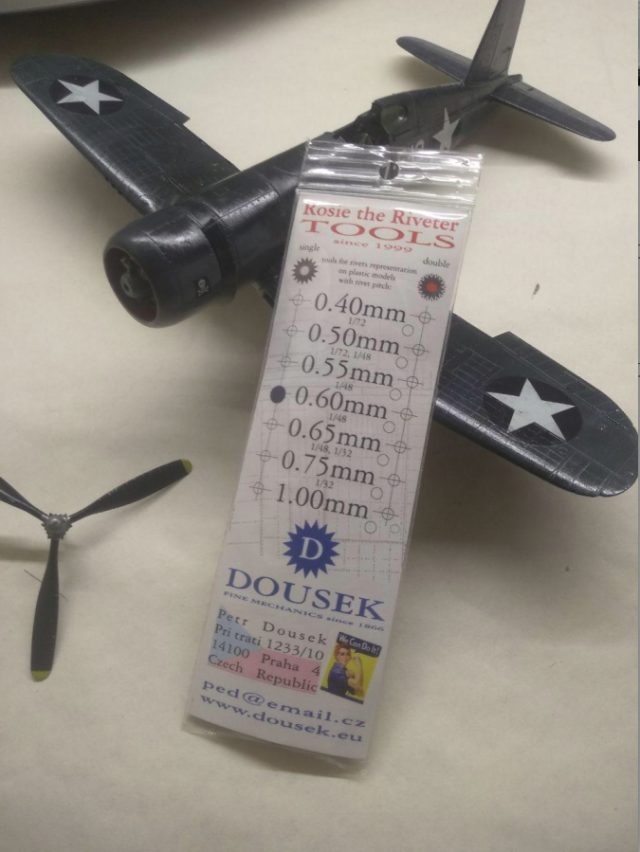 Rosie the Riveter
TOOLS
since 1999
single
double
tools for rivets representation
on plastic models
with rivet pitch:
0.40mm
1/72
0.50mm
1/72, 1/48
0.55mm
1/48
0.60mm
1/48
0.65mm
1/48, 1/32
0.75mm
1/32
1.00mm
D
DOUSEK
FINE MECHANICS since 1866
Petr Dousek
Pri trati 1233/10
14100 Praha 4
Czech Republic
We Can Do It!
ped@email.cz
www.dousek.eu